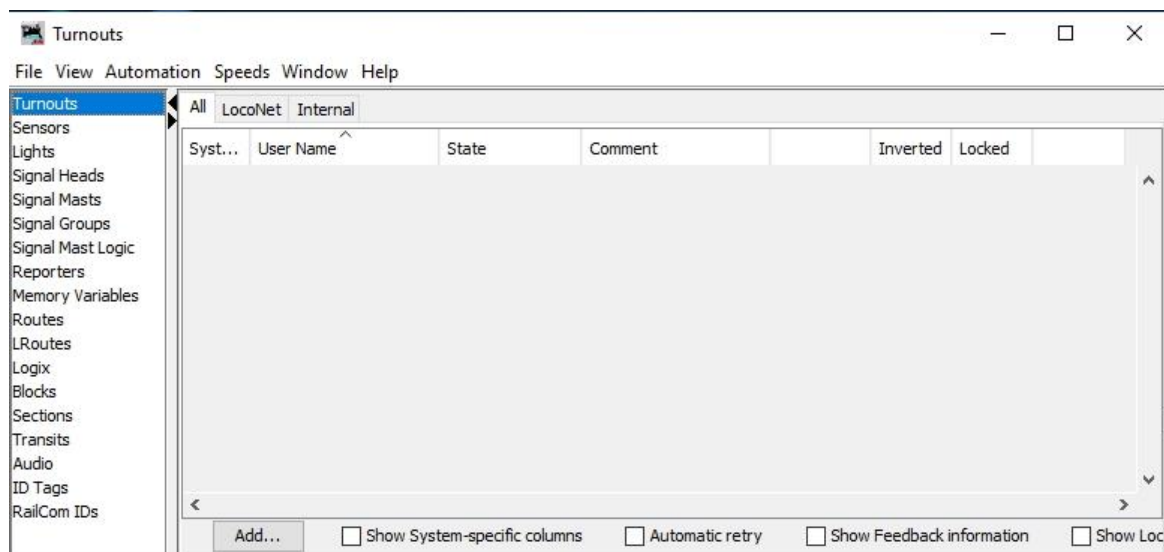 Turnouts
File View Automation Speeds Window Help
Turnouts
Sensors
Lights
Signal Heads
Signal Masts
Signal Groups
Signal Mast Logic
Reporters
Memory Variables
Routes
LRoutes
Logix
Blocks
Sections
Transits
Audio
ID Tags
RailCom IDs
All LocoNet Internal
Syst... User Name State Comment Inverted Locked
Add... Show System-specific columns Automatic retry Show Feedback information Show Loc